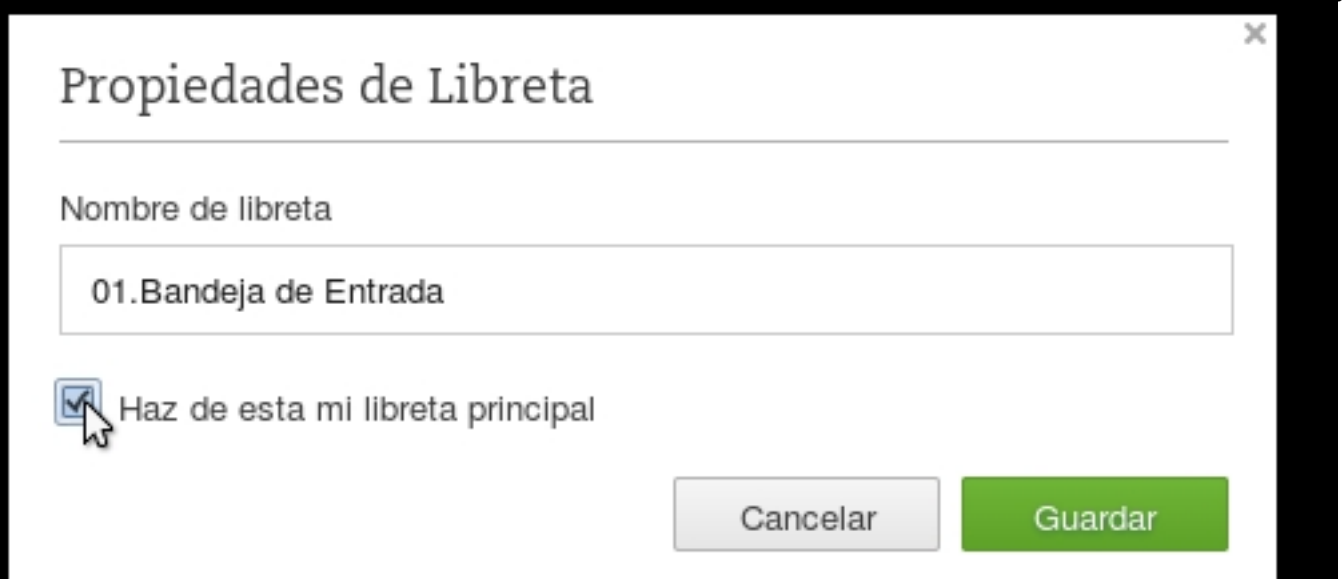 Propiedades de Libreta
Nombre de libreta
01.Bandeja de Entrada
Haz de esta mi libreta principal
Cancelar
Guardar